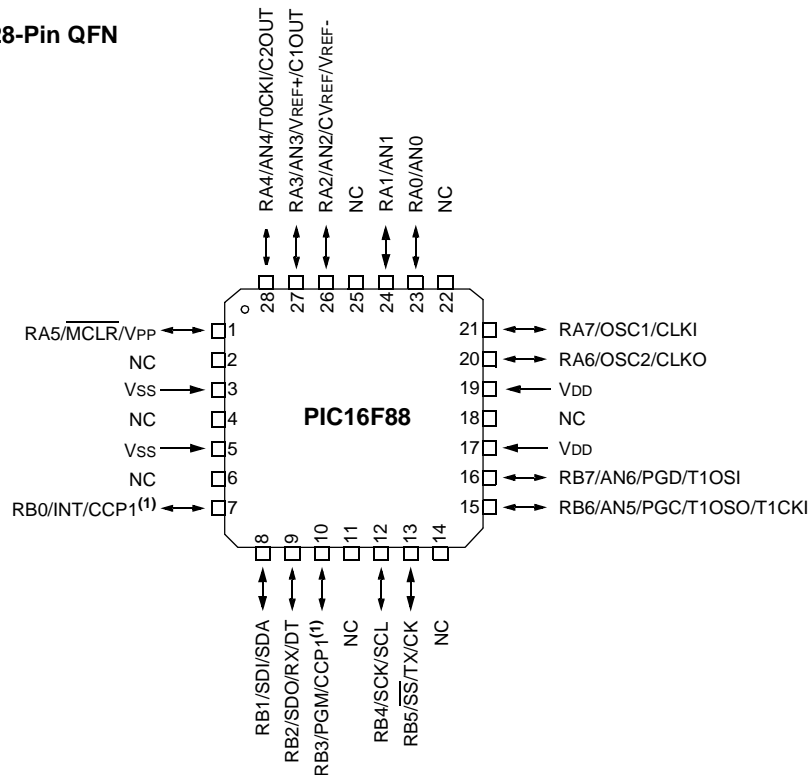 28-Pin QFN
RA4/AN4/T0CKI/C2OUT
RA3/AN3/VREF+/C1OUT
RA2/AN2/CVREF/VREF-
NC
RA1/AN1
RA0/AN0
NC
28
27
26
25
24
23
22
RA5/MCLR/VPP
1
NC
2
VSS
3
NC
4
VSS
5
NC
6
RB0/INT/CCP1(1)
7
PIC16F88
21
RA7/OSC1/CLKI
20
RA6/OSC2/CLKO
19
VDD
18
NC
17
VDD
16
RB7/AN6/PGD/T1OSI
15
RB6/AN5/PGC/T1OSO/T1CKI
8
9
10
11
12
13
14
RB1/SDI/SDA
RB2/SDO/RX/DT
RB3/PGM/CCP1(1)
NC
RB4/SCK/SCL
RB5/SS/TX/CK
NC